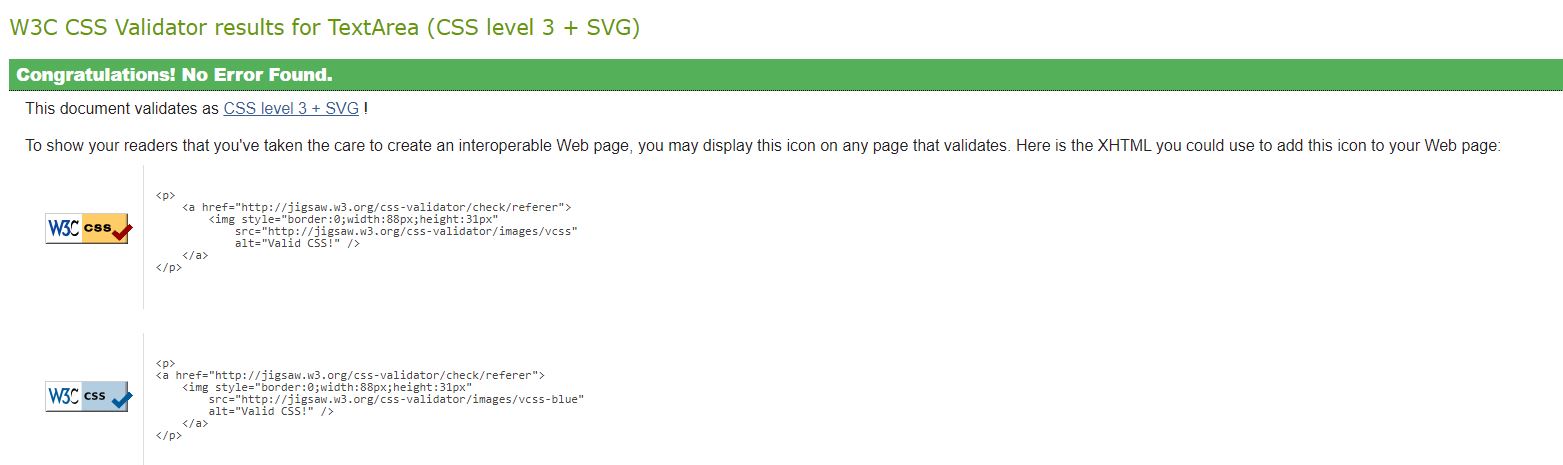 W3C CSS Validator results for TextArea (CSS level 3 + SVG)
Congratulations! No Error Found.
This document validates as CSS level 3 + SVG !
To show your readers that you've taken the care to create an interoperable Web page, you may display this icon on any page that validates. Here is the XHTML you could use to add this icon to your Web page:
W3C css
<p>
    <a href="http://jigsaw.w3.org/css-validator/check/referer">
        <img style="border:0;width:88px;height:31px"
            src="http://jigsaw.w3.org/css-validator/images/vcss"
            alt="Valid CSS!" />
    </a>
</p>
W3C css
<p>
<a href="http://jigsaw.w3.org/css-validator/check/referer">
    <img style="border:0;width:88px;height:31px"
        src="http://jigsaw.w3.org/css-validator/images/vcss-blue"
        alt="Valid CSS!" />
    </a>
</p>